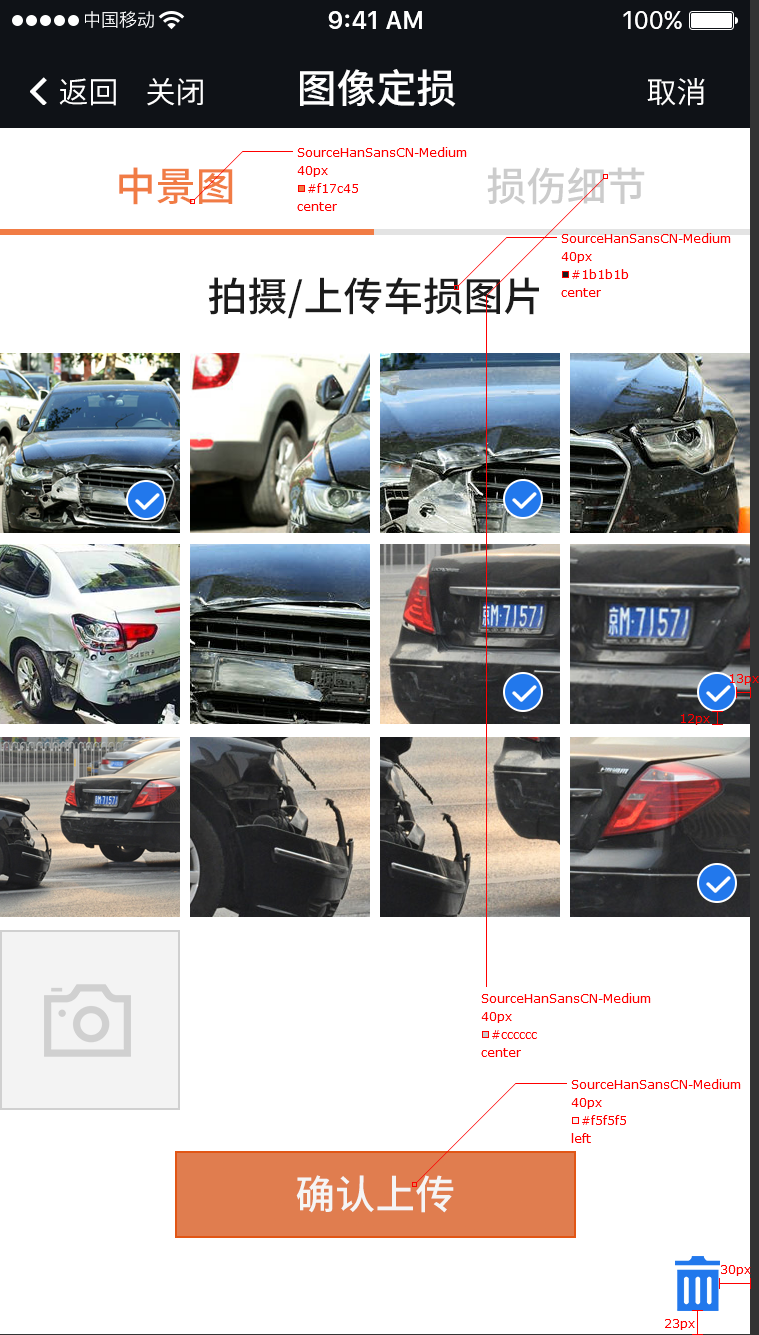 中国移动 9:41 AM 100%
返回 关闭 图像定损 取消
中景图
损伤细节
SourceHanSansCN-Medium
40px
#f17c45
center
SourceHanSansCN-Medium
40px
#1b1b1b
center
拍摄/上传车损图片
京M·71571
京M·71571
13px
12px
京M·71571
SourceHanSansCN-Medium
40px
#cccccc
center
SourceHanSansCN-Medium
40px
#f5f5f5
left
确认上传
30px
23px